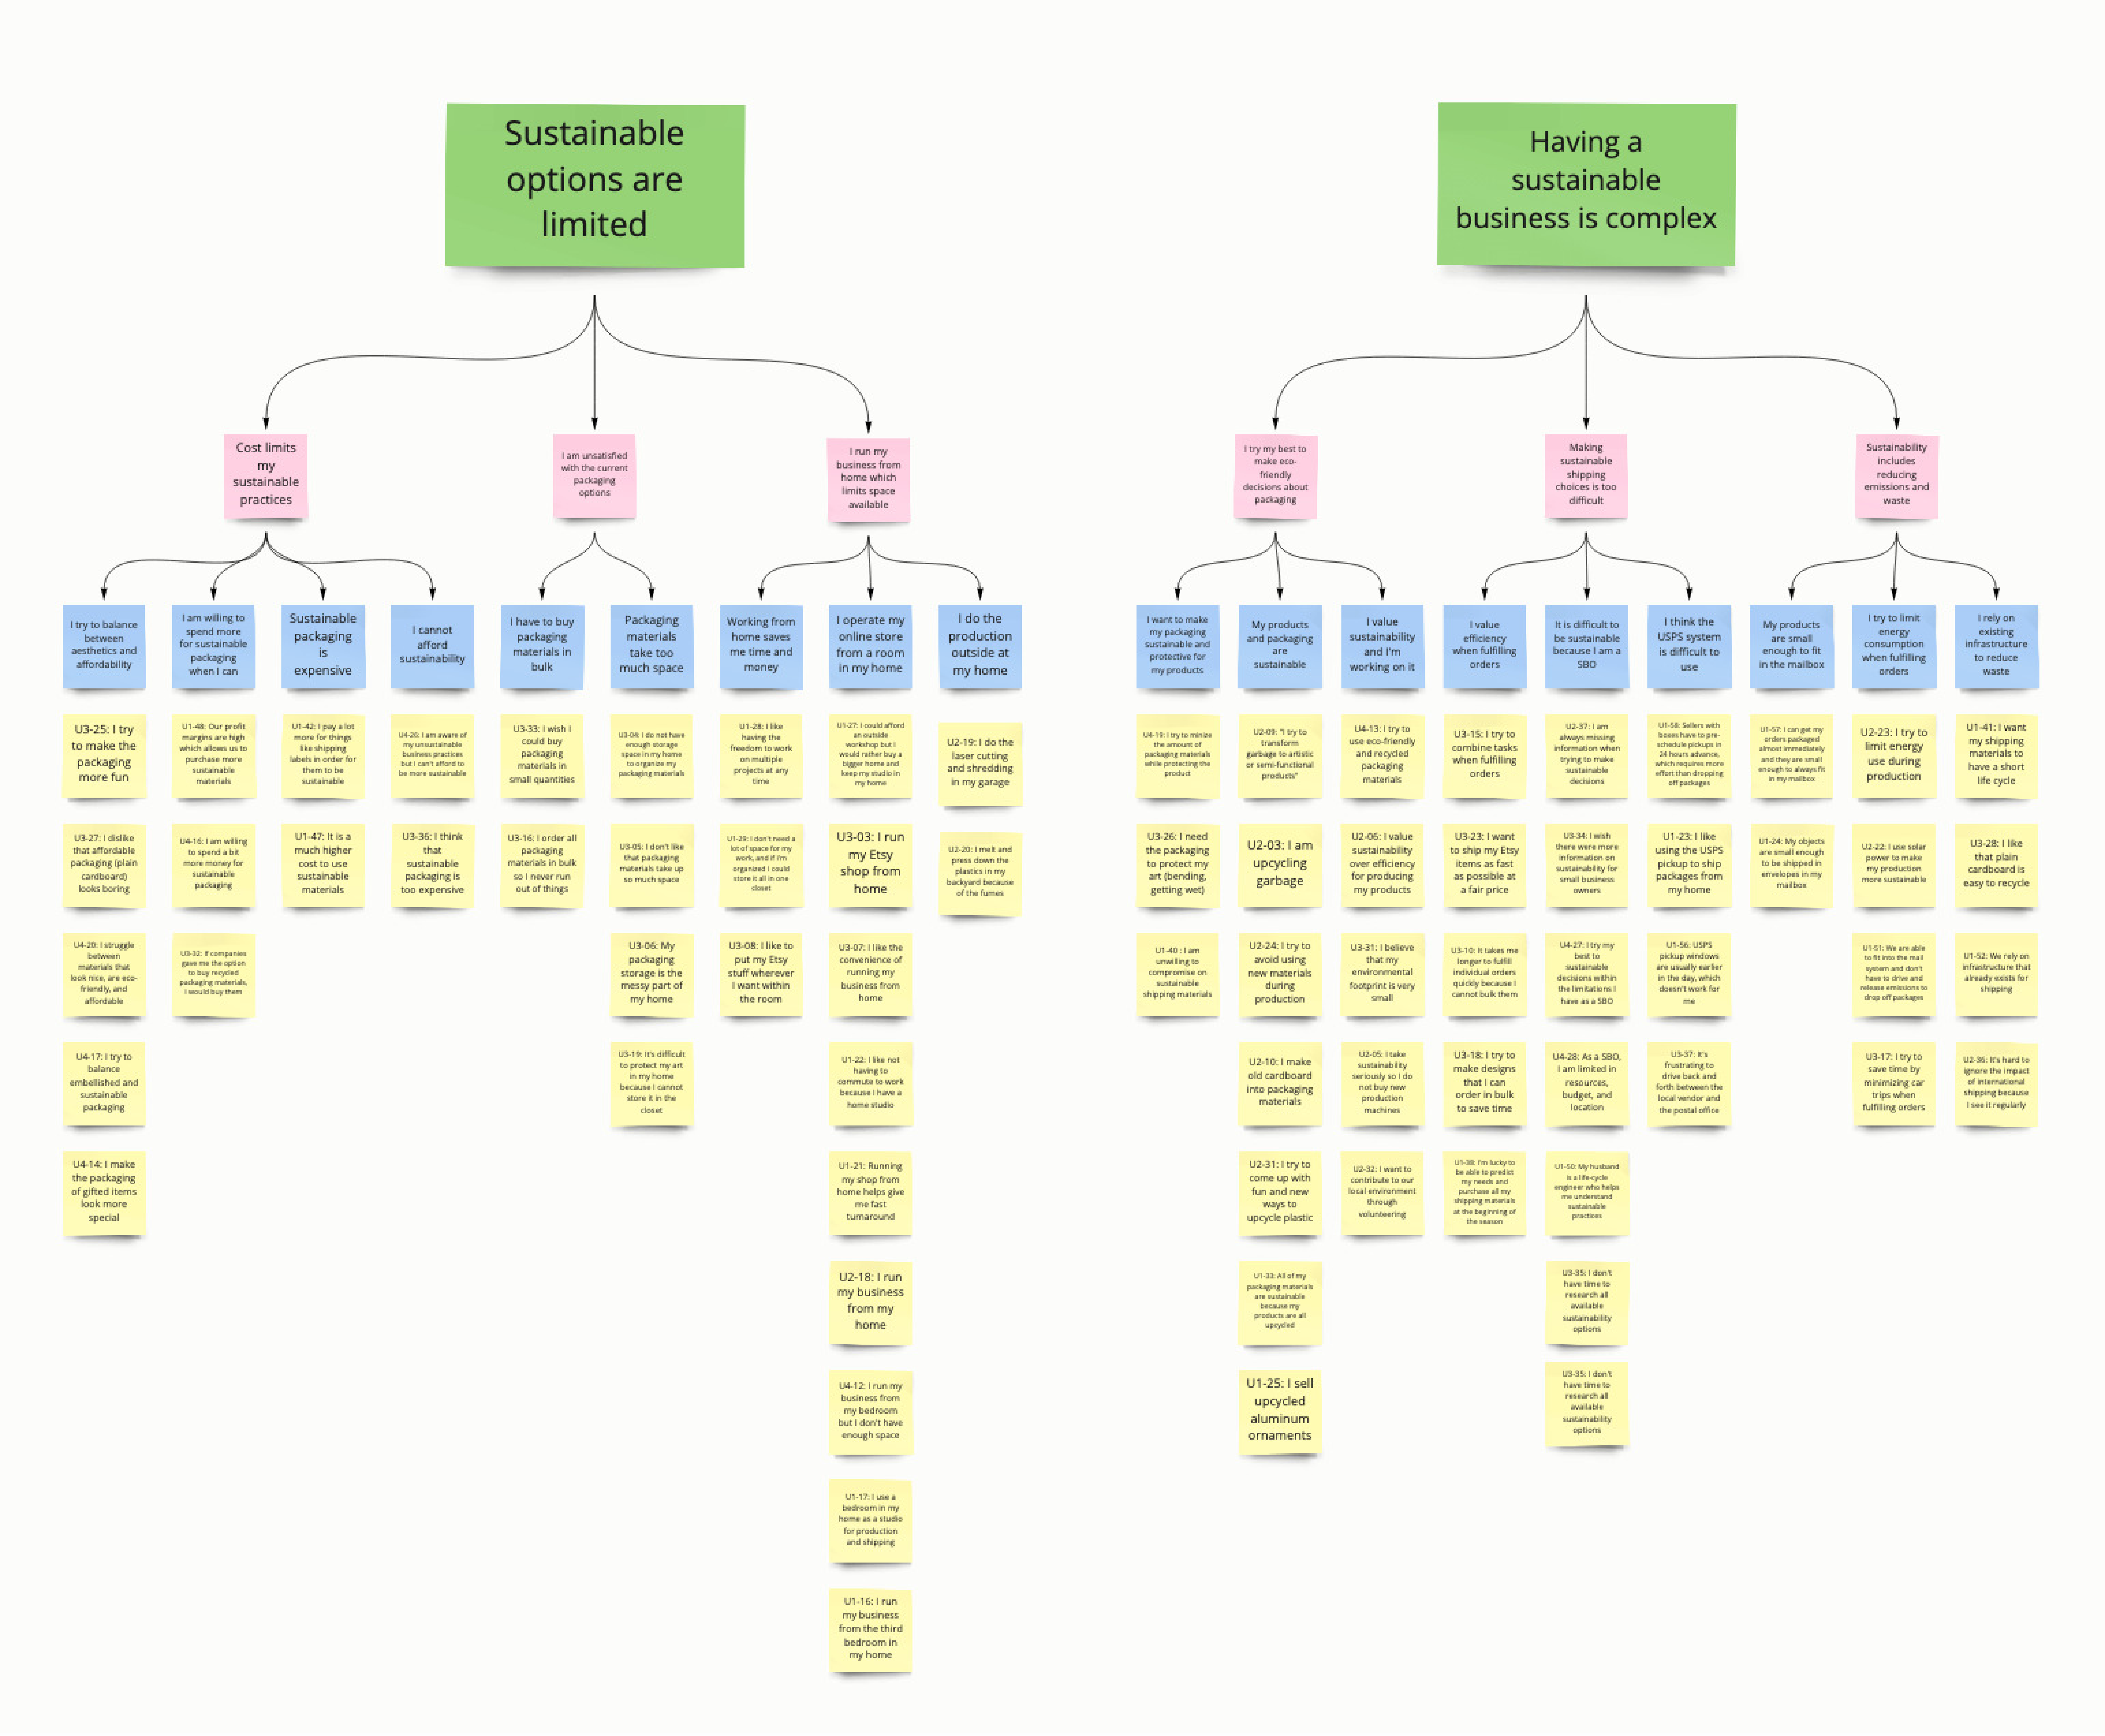 Sustainable
options are
limited
Having a
sustainable
business is complex
Cost limits
my
sustainable
practices
I am unsatisfied
with the current
packaging
options
I run my
business from
home which
limits space
available
I try my best to
make eco-
friendly
decisions about
packaging
Making
sustainable
shipping
choices is too
difficult
Sustainability
includes
reducing
emissions and
waste
I try to balance
between
aesthetics and
affordability
I am willing to
spend more
for sustainable
packaging
when I can
Sustainable
packaging
is
expensive
I cannot
afford
sustainability
I have to buy
packaging
materials in
bulk
Packaging
materials
take too
much space
Working from
home saves
me time and
money
I operate my
online store
from a room
in my home
I do the
production
outside at
my home
I want to make
my packaging
sustainable and
protective for
my products
My products
and packaging
are
sustainable
I value
sustainability
and I'm
working on it
I value
efficiency
when fulfilling
orders
It is difficult to
be sustainable
because I am a
SBO
I think the
USPS system
is difficult to
use
My products
are small
enough to fit
in the mailbox
I try to limit
energy
consumption
when fulfilling
orders
I rely on
existing
infrastructure
to reduce
waste
U3-25: I try
to make the
packaging
more fun
U3-27: I dislike
that affordable
packaging (plain
cardboard)
looks boring
U4-20: I struggle
between
materials that
look nice, are eco-
friendly, and
affordable
U4-17: I try to
balance
embellished and
sustainable
packaging
U4-14: I make
the packaging
of gifted items
look more
special
U1-48: Our profit
margins are high
which allows us to
purchase more
sustainable
materials
U4-16: I am willing
to spend a bit
more money for
sustainable
packaging
U3-32: If companies
gave me the option
to buy recycled
packaging materials,
I would buy them
U1-42: I pay a lot
more for things
like shipping
labels in order for
them to be
sustainable
U1-47: It is a
much higher
cost to use
sustainable
materials
U4-26: I am aware of
my unsustainable
business practices
but I can't afford to
be more sustainable
U3-36: I think
that
sustainable
packaging is
too expensive
U3-33: I wish I
could buy
packaging
materials in
small quantities
U3-16: I order all
packaging
materials in bulk
so I never run
out of things
U3-04: I do not have
enough storage
space in my home
to organize my
packaging materials
U3-05: I don't like
that packaging
materials take up
so much space
U3-06: My
packaging
storage is the
messy part of
my home
U3-19: It's difficult
to protect my art
in my home
because I cannot
store it in the
closet
U1-28: I like
having the
freedom to work
on multiple
projects at any
time
U1-29: I don't need a
lot of space for my
work, and if I'm
organized I could
store it all in one
closet
U3-08: I like to
put my Etsy
stuff wherever
I want within
the room
U1-27: I could afford
an outside
workshop but I
would rather buy a
bigger home and
keep my studio in
my home
U3-03: I run
my Etsy
shop from
home
U3-07: I like the
convenience of
running my
business from
home
U1-22: I like not
having to
commute to work
because I have a
home studio
U1-21: Running
my shop from
home helps give
me fast
turnaround
U2-18: I run
my business
from my
home
U4-12: I run my
business from
my bedroom
but I don't have
enough space
U1-17: I use a
bedroom in my
home as a studio
for production
and shipping
U1-16: I run
my business
from the third
bedroom in
my home
U2-19: I do the
laser cutting
and shredding
in my garage
U2-20: I melt and
press down the
plastics in my
backyard because
of the fumes
U4-19: I try to minize
the amount of
packaging materials
while protecting the
product
U3-26: I need
the packaging
to protect my
art (bending,
getting wet)
U1-40 : I am
unwilling to
compromise on
sustainable
shipping materials
U2-09: "I try to
transform
garbage to artistic
or semi-functional
products"
U2-03: I am
upcycling
garbage
U2-24: I try to
avoid using
new materials
during
production
U2-10: I make
old cardboard
into packaging
materials
U2-31: I try to
come up with
fun and new
ways to
upcycle plastic
U1-33: All of my
packaging materials
are sustainable
because my
products are all
upcycled
U1-25: I sell
upcycled
aluminum
ornaments
U4-13: I try to
use eco-friendly
and recycled
packaging
materials
U2-06: I value
sustainability
over efficiency
for producing
my products
U3-31: I believe
that my
environmental
footprint is very
small
U2-05: I take
sustainability
seriously so I do
not buy new
production
machines
U2-32: I want to
contribute to our
local environment
through
volunteering
U3-15: I try to
combine tasks
when fulfilling
orders
U3-23: I want
to ship my Etsy
items as fast
as possible at
a fair price
U3-10: It takes me
longer to fulfill
individual orders
quickly because I
cannot bulk them
U3-18: I try to
make designs
that I can
order in bulk
to save time
U1-38: I'm lucky to
be able to predict
my needs and
purchase all my
shipping materials
at the beginning of
the season
U2-37: I am
always missing
information when
trying to make
sustainable
decisions
U3-34: I wish
there were more
information on
sustainability for
small business
owners
U4-27: I try my
best to
sustainable
decisions within
the limitations I
have as a SBO
U4-28: As a SBO,
I am limited in
resources,
budget, and
location
U1-50: My husband
is a life-cycle
engineer who helps
me understand
sustainable
practices
U3-35: I don't
have time to
research all
available
sustainability
options
U3-35: I don't
have time to
research all
available
sustainability
options
U1-58: Sellers with
boxes have to pre-
schedule pickups in
24 hours advance,
which requires more
effort than dropping
off packages
U1-23: I like
using the USPS
pickup to ship
packages from
my home
U1-56: USPS
pickup windows
are usually earlier
in the day, which
doesn't work for
me
U3-37: It's
frustrating to
drive back and
forth between the
local vendor and
the postal office
U1-57: I can get my
orders packaged
almost immediately
and they are small
enough to always fit
in my mailbox
U1-24: My objects
are small enough
to be shipped in
envelopes in my
mailbox
U2-23: I try to
limit energy
use during
production
U2-22: I use solar
power to make
my production
more sustainable
U1-51: We are able
to fit into the mail
system and don't
have to drive and
release emissions to
drop off packages
U3-17: I try to
save time by
minimizing car
trips when
fulfilling orders
U1-41: I want
my shipping
materials to
have a short
life cycle
U3-28: I like
that plain
cardboard is
easy to recycle
U1-52: We rely on
infrastructure that
already exists for
shipping
U2-36: It's hard to
ignore the impact
of international
shipping because
I see it regularly